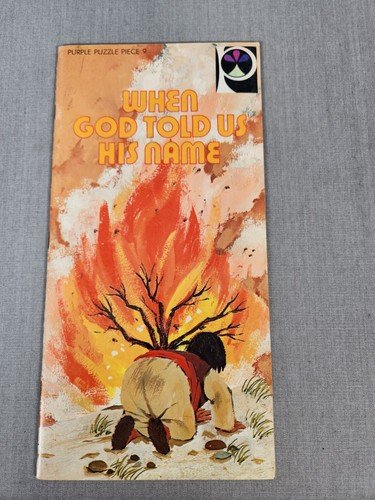 PURPLE PUZZLE PIECE 9
WHEN
GOD TOLD US
HIS NAME